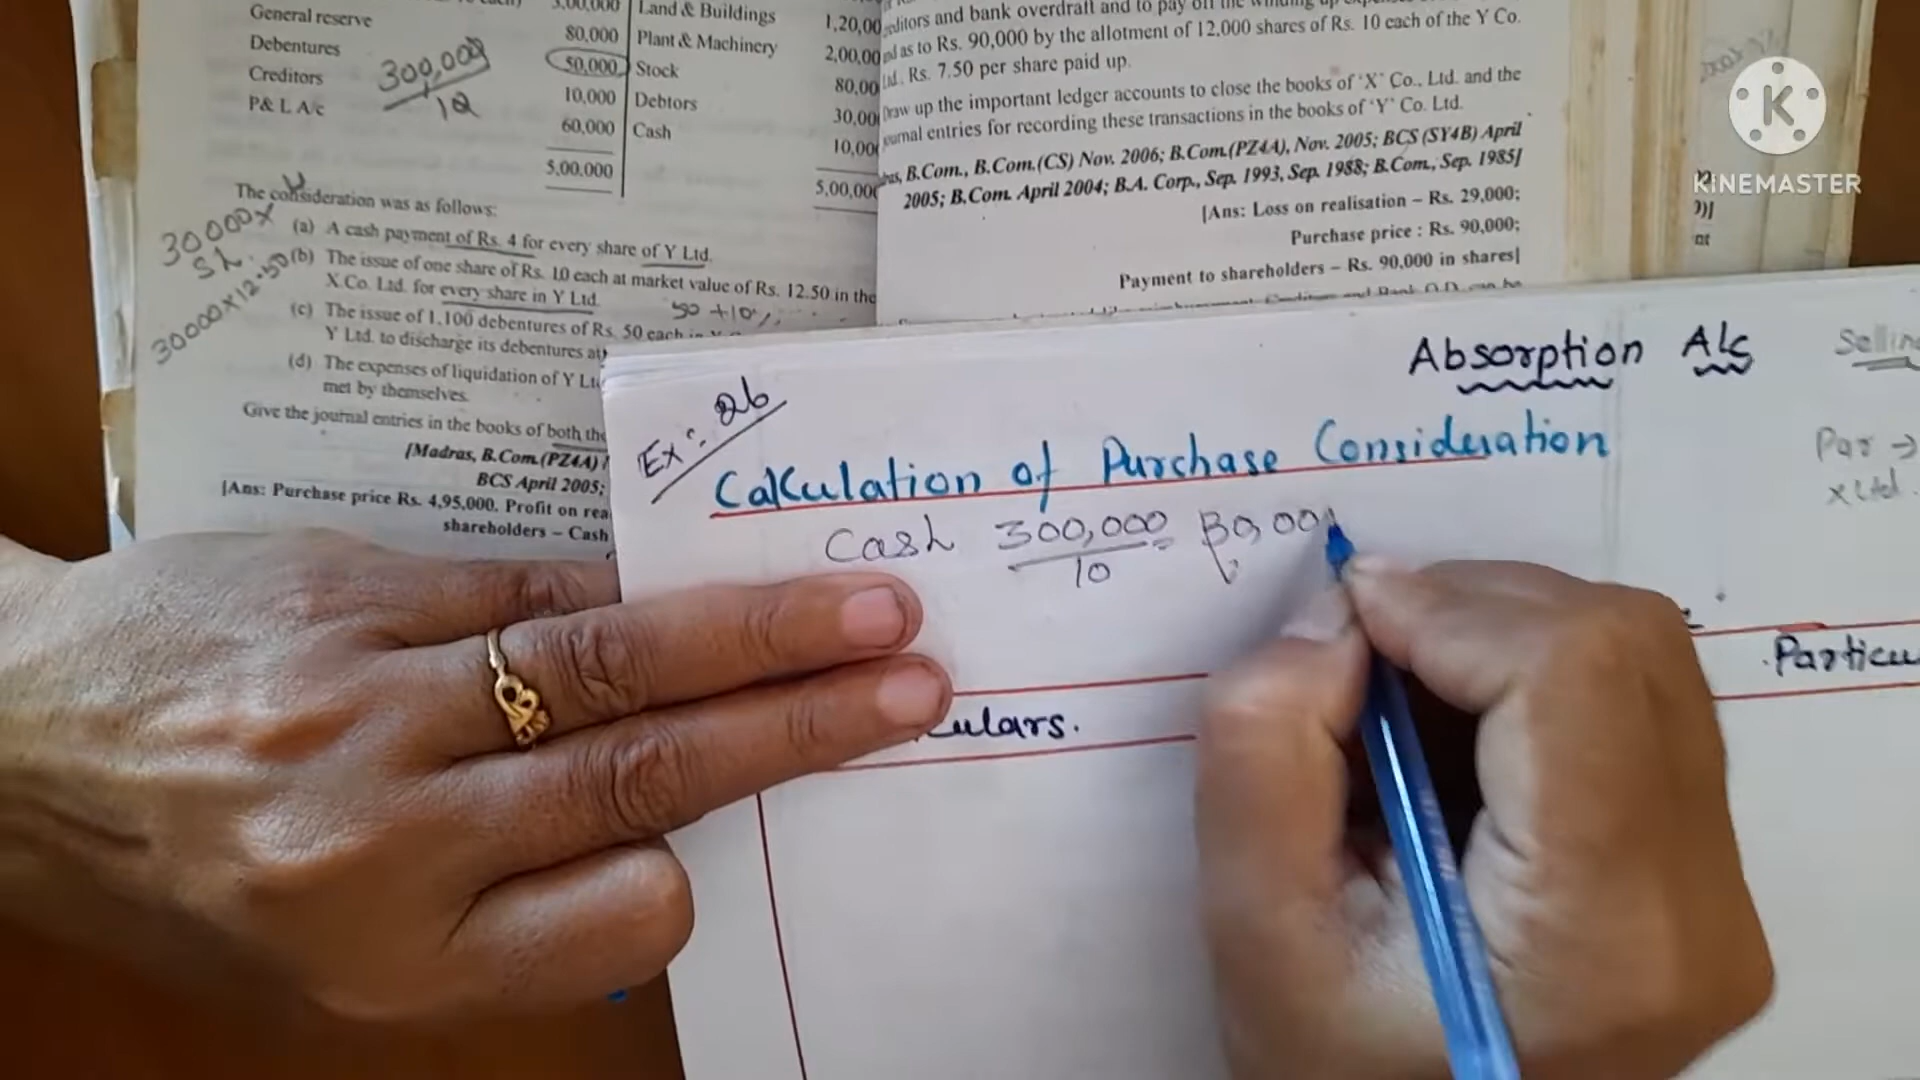 General reserve
Debentures
Creditors
P& L A/c
80,000
50,000
10,000
60,000
5,00,000
Land & Buildings
Plant & Machinery
Stock
Debtors
Cash
1,20,00
2,00,00
80,00
30,00
10,00
5,00,00
300,000
10
The consideration was as follows:
(a) A cash payment of Rs. 4 for every share of Y Ltd.
(b) The issue of one share of Rs. 10 each at market value of Rs. 12.50 in the
X.Co. Ltd. for every share in Y Ltd.
(c) The issue of 1,100 debentures of Rs. 50 each in
Y Ltd. to discharge its debentures at
(d) The expenses of liquidation of Y Lt
met by themselves.
Give the journal entries in the books of both the
[Madras, B.Com.(PZ4A)
BCS April 2005;
[Ans: Purchase price Rs. 4,95,000. Profit on rea
shareholders – Cash
30000 x
30000 x 12.50
50 + 10%
editors and bank overdraft and to pay off the winding up expenses
as to Rs. 90,000 by the allotment of 12,000 shares of Rs. 10 each of the Y Co.
Ltd. Rs. 7.50 per share paid up.
Draw up the important ledger accounts to close the books of 'X' Co., Ltd. and the
journal entries for recording these transactions in the books of 'Y' Co. Ltd.
B.Com., B.Com.(CS) Nov. 2006; B.Com.(PZ4A), Nov. 2005; BCS (SY4B) April
2005; B.Com. April 2004; B.A. Corp., Sep. 1993, Sep. 1988; B.Com., Sep. 1985]
[Ans: Loss on realisation – Rs. 29,000;
Purchase price : Rs. 90,000;
Payment to shareholders – Rs. 90,000 in shares]
KINEMASTER
Absorption A/c
Sellin
Ex: 26
Calculation of Purchase Consideration
Par →
X Ltd.
Cash 300,000 = 30,00
10
Particu
culars.